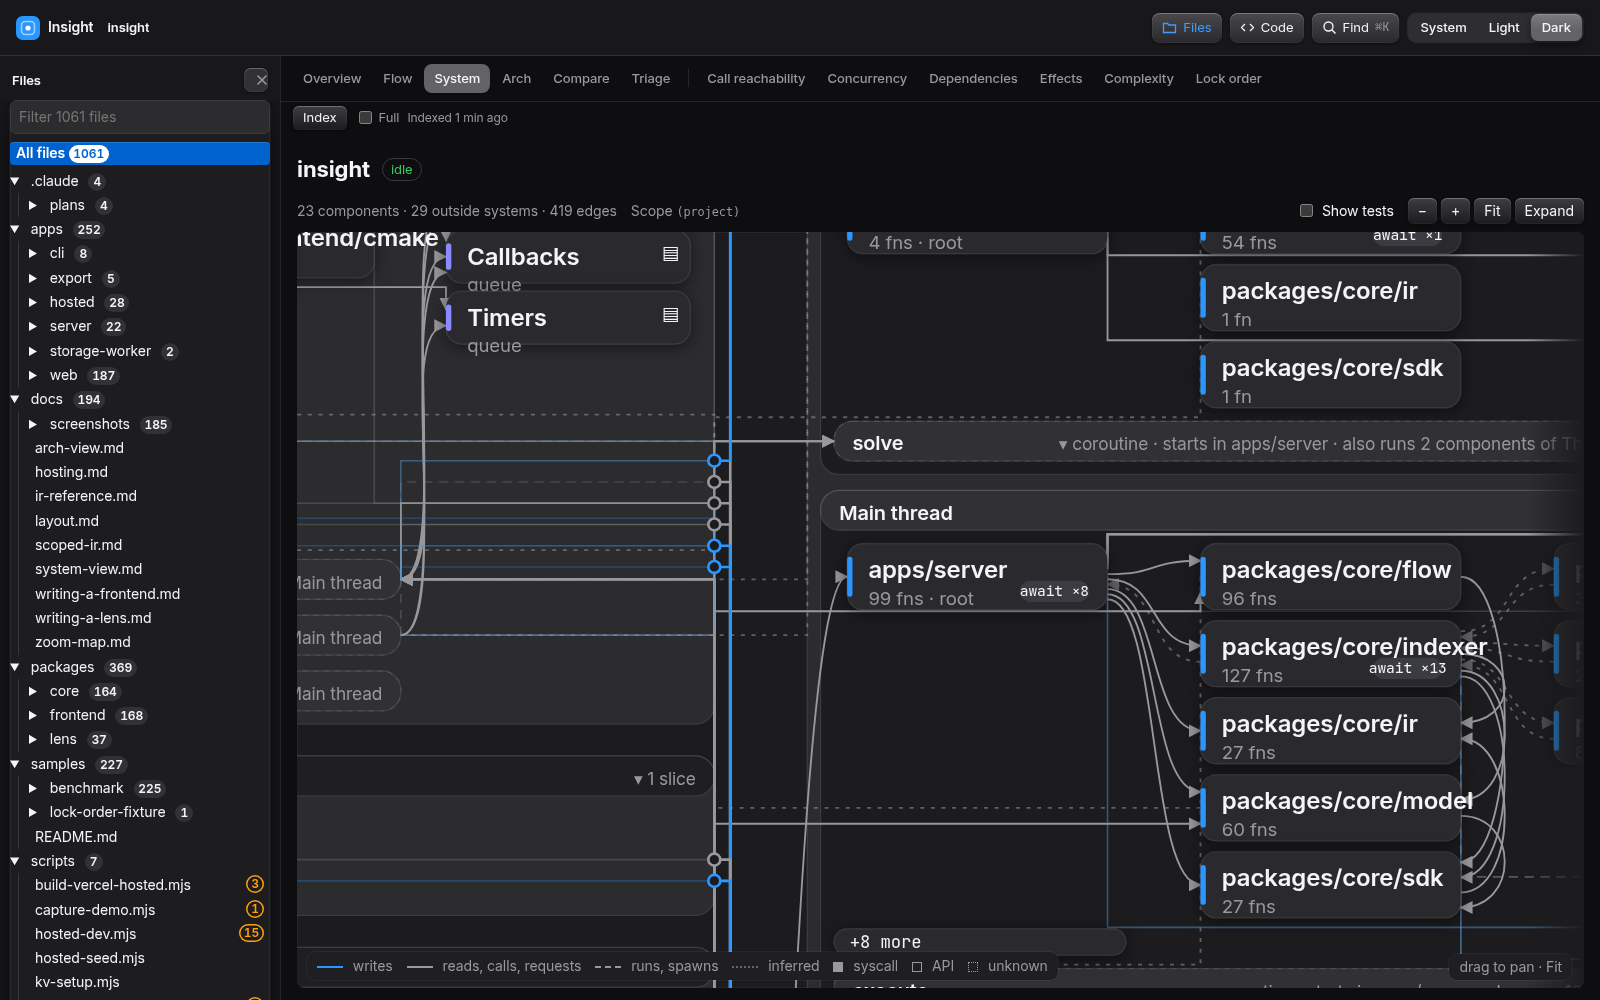 Insight insight Files Code Find ⌘K System Light Dark
Files
Overview Flow System Arch Compare Triage Call reachability Concurrency Dependencies Effects Complexity Lock order
Filter 1061 files
Index Full Indexed 1 min ago
All files 1061
.claude 4
plans 4
apps 252
cli 8
export 5
hosted 28
server 22
storage-worker 2
web 187
docs 194
screenshots 185
arch-view.md
hosting.md
ir-reference.md
layout.md
scoped-ir.md
system-view.md
writing-a-frontend.md
writing-a-lens.md
zoom-map.md
packages 369
core 164
frontend 168
lens 37
samples 227
benchmark 225
lock-order-fixture 1
README.md
scripts 7
build-vercel-hosted.mjs 3
capture-demo.mjs 1
hosted-dev.mjs 15
hosted-seed.mjs
kv-setup.mjs
insight idle
23 components · 29 outside systems · 419 edges Scope (project)
Show tests − + Fit Expand
tend/cmake
Callbacks
queue
Timers
queue
Main thread
Main thread
Main thread
▾ 1 slice
4 fns · root
54 fns await ×1
packages/core/ir
1 fn
packages/core/sdk
1 fn
solve ▾ coroutine · starts in apps/server · also runs 2 components of Th
Main thread
apps/server
99 fns · root await ×8
packages/core/flow
96 fns
packages/core/indexer
127 fns await ×13
packages/core/ir
27 fns
packages/core/model
60 fns
packages/core/sdk
27 fns
+8 more
writes reads, calls, requests runs, spawns inferred syscall API unknown
drag to pan · Fit